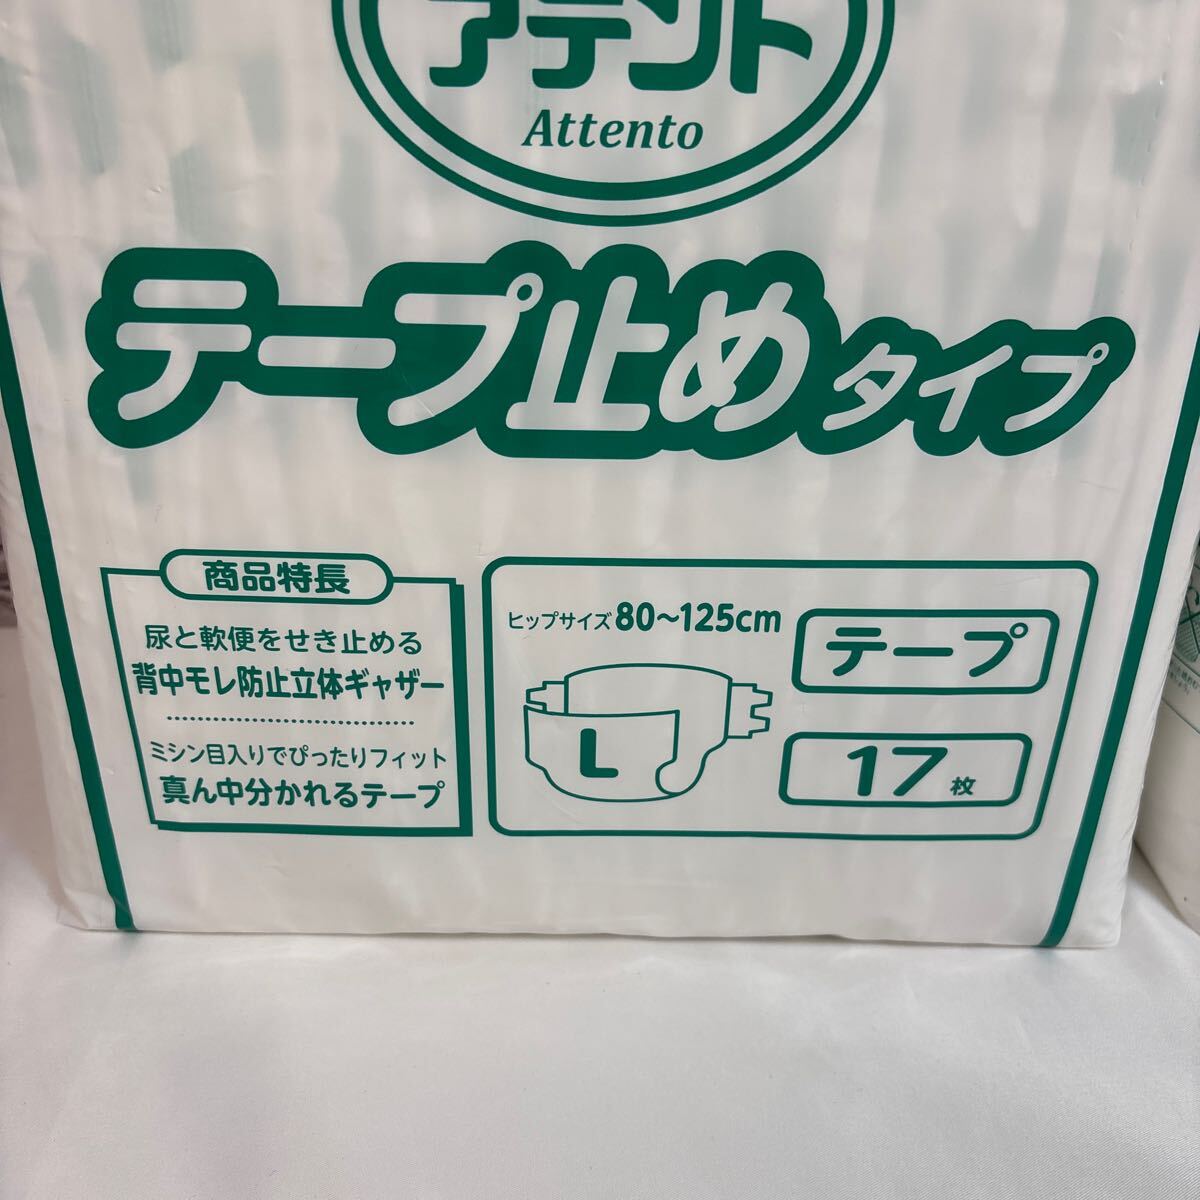 アテント
Attento
テープ止めタイプ
商品特長
尿と軟便をせき止める
背中モレ防止立体ギャザー
ミシン目入りでぴったりフィット
真ん中分かれるテープ
ヒップサイズ80〜125cm
テープ
L
17枚